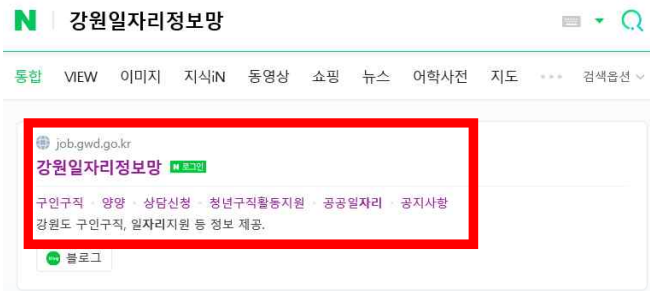 N 강원일자리정보망
통합 VIEW 이미지 지식iN 동영상 쇼핑 뉴스 어학사전 지도 ··· 검색옵션
job.gwd.go.kr
강원일자리정보망 N 로그인
구인구직 · 양양 · 상담신청 · 청년구직활동지원 · 공공일자리 · 공지사항
강원도 구인구직, 일자리지원 등 정보 제공.
블로그